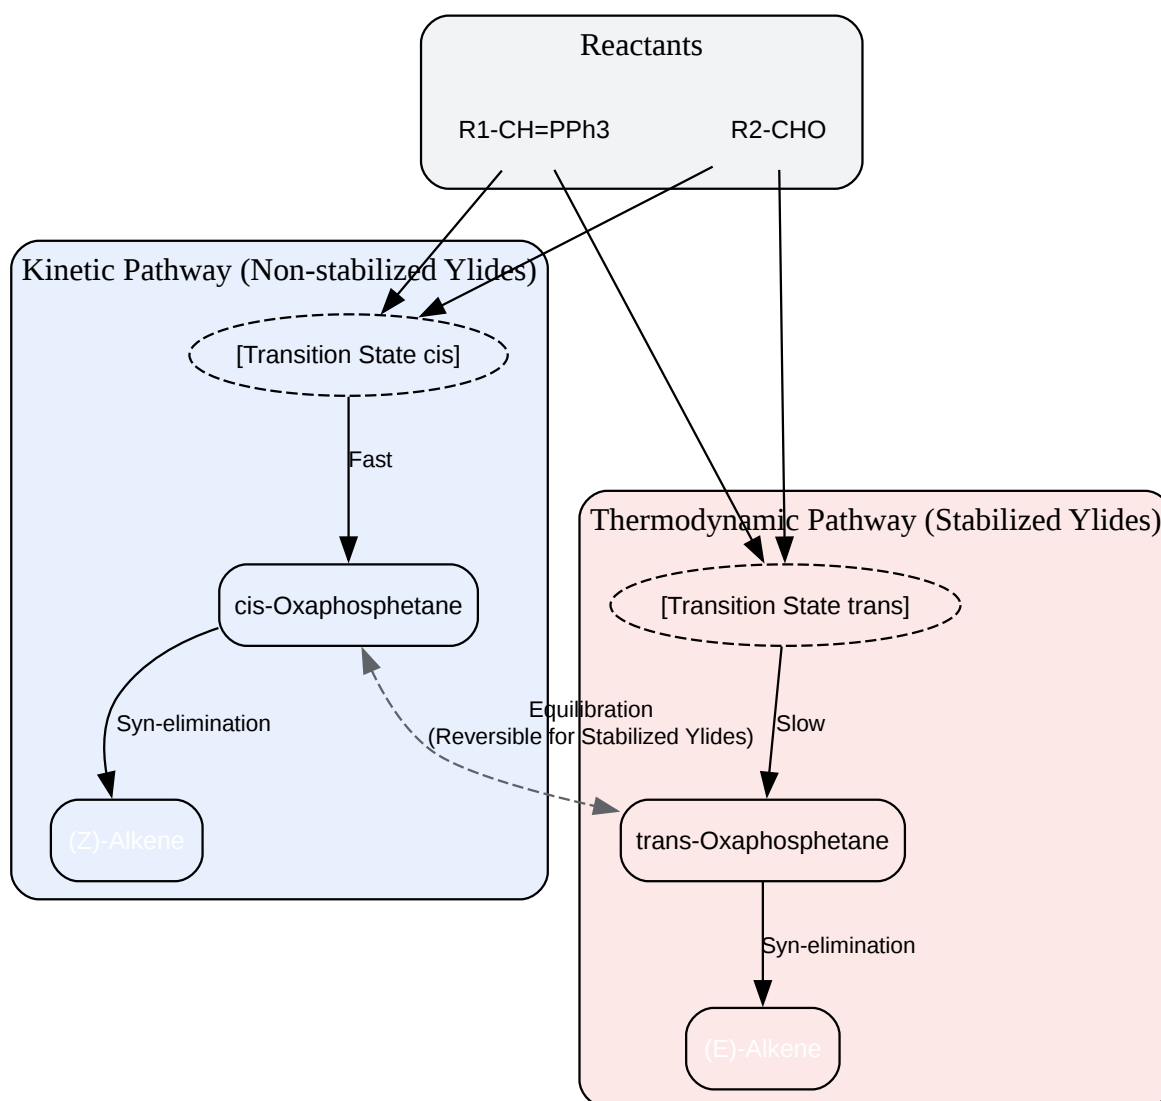 Reactants
R1-CH=PPh3
R2-CHO
Kinetic Pathway (Non-stabilized Ylides)
[Transition State cis]
Fast
cis-Oxaphosphetane
Syn-elimination
(Z)-Alkene
Equilibration
(Reversible for Stabilized Ylides)
Thermodynamic Pathway (Stabilized Ylides)
[Transition State trans]
Slow
trans-Oxaphosphetane
Syn-elimination
(E)-Alkene